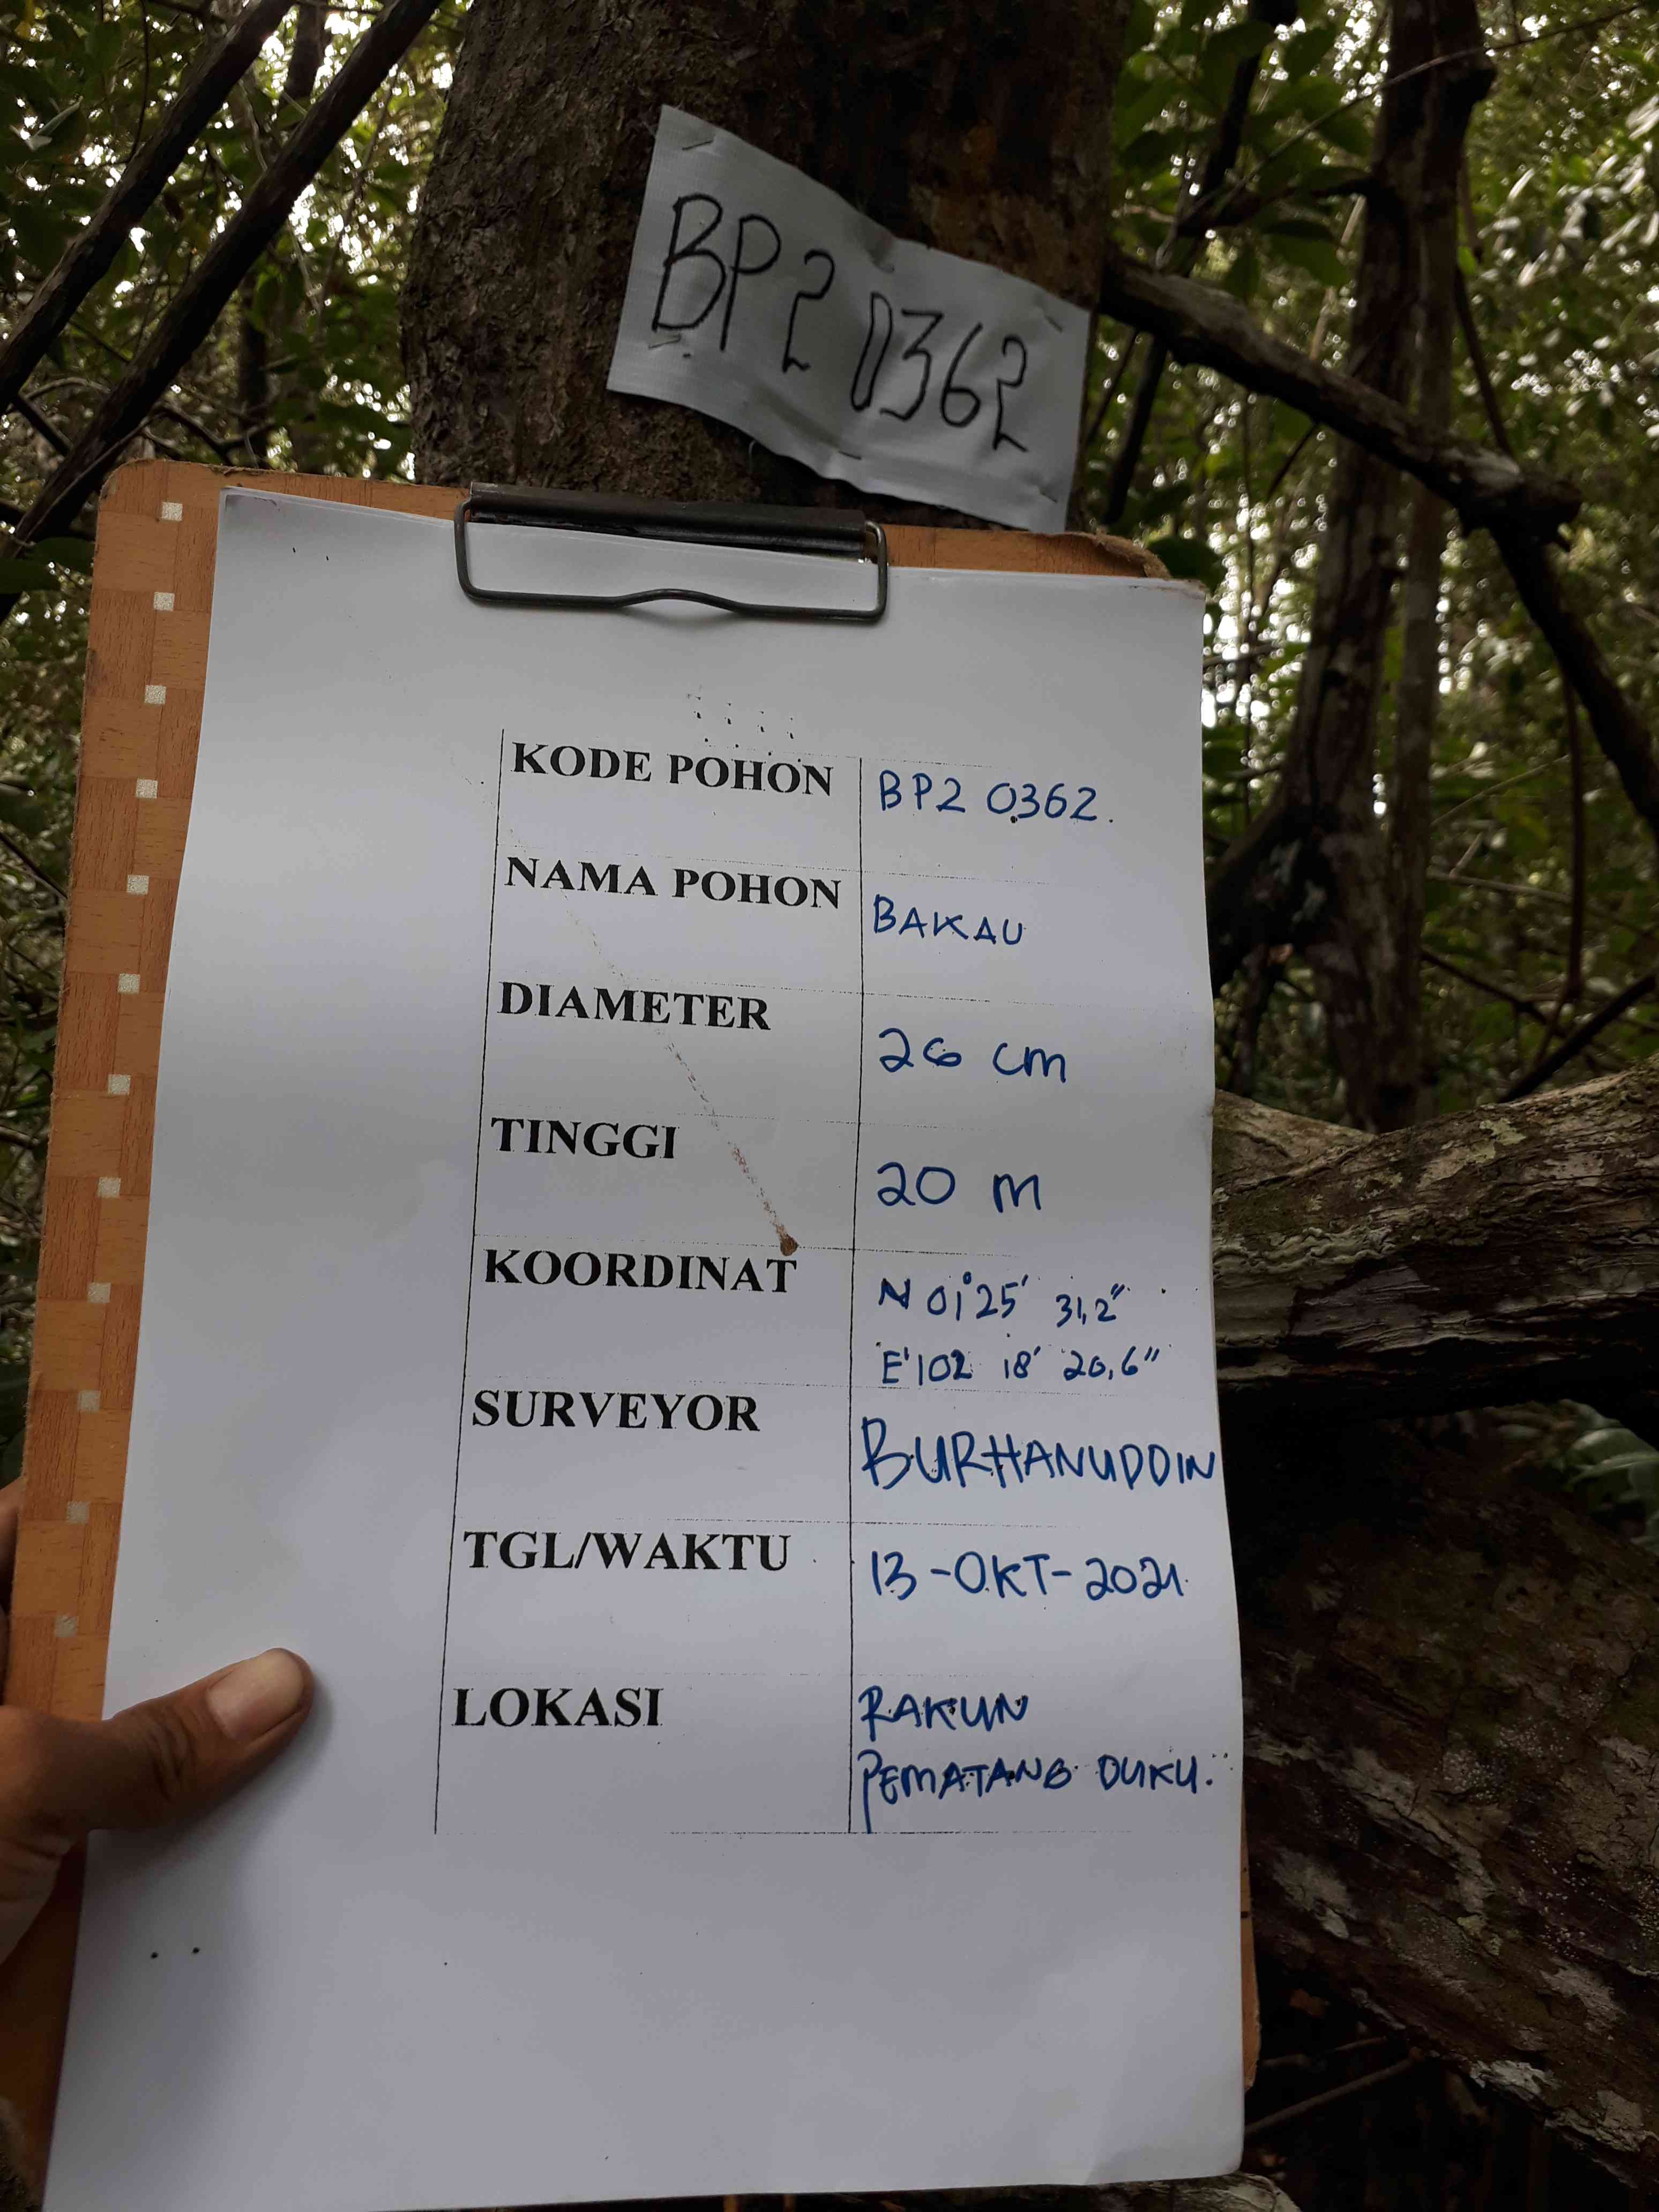 BP2 0362
KODE POHON BP2 0362.
NAMA POHON BAKAU
DIAMETER 26 cm
TINGGI 20 m
KOORDINAT N 01°25' 31,2"
E'102 18' 20,6"
SURVEYOR BURHANUDDIN
TGL/WAKTU 13-OKT-2021
LOKASI RAKUN
PEMATANG DUKU.